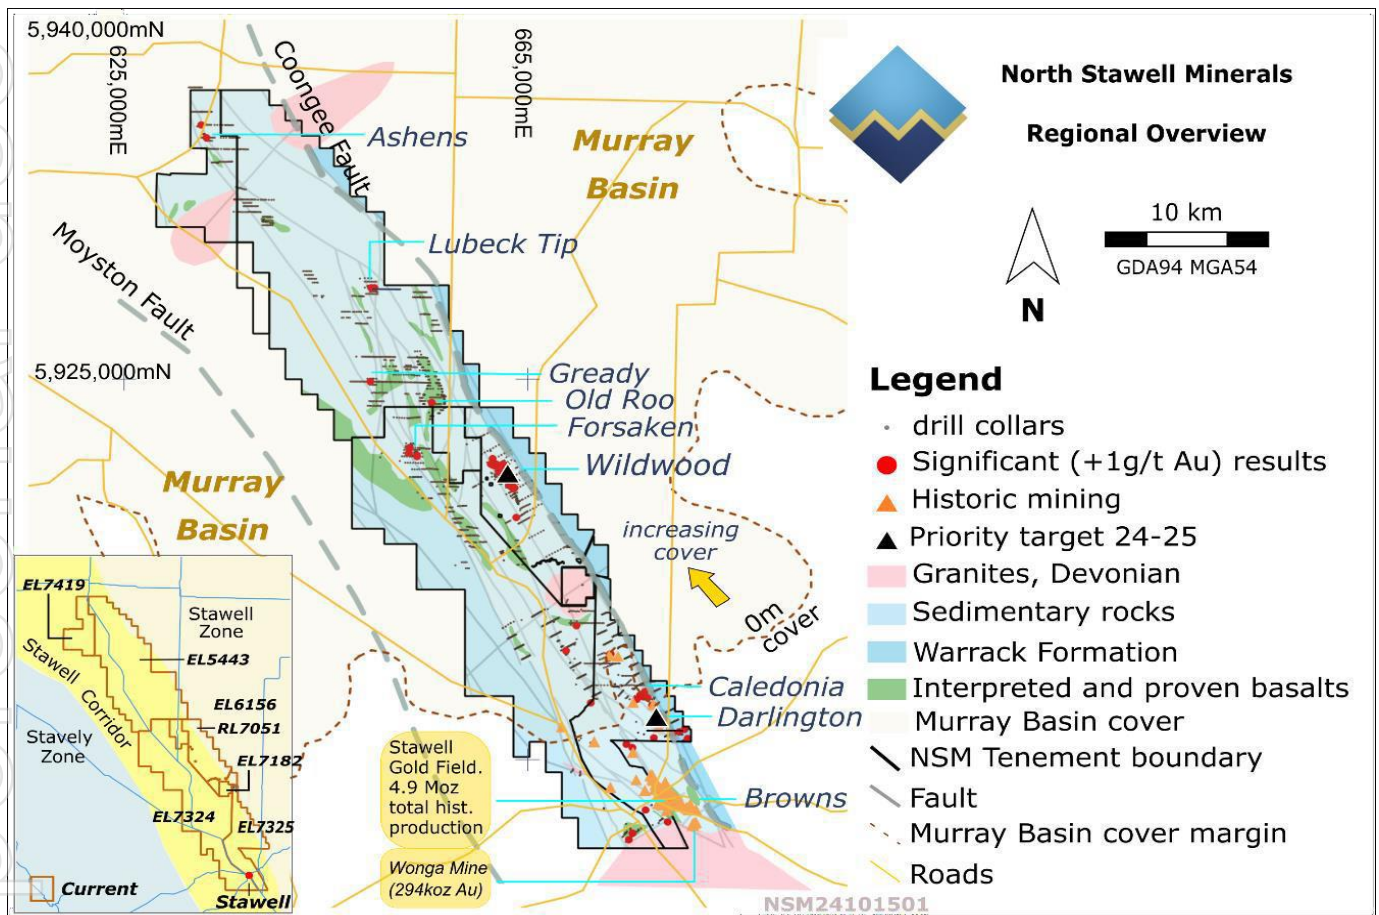 5,940,000mN
625,000mE
665,000mE
Coongee Fault
Ashens
Murray
Basin
Moyston Fault
Lubeck Tip
5,925,000mN
Gready
Old Roo
Forsaken
Wildwood
Murray
Basin
increasing
cover
0m
cover
Caledonia
Darlington
Browns
Stawell
Gold Field.
4.9 Moz
total hist.
production
Wonga Mine
(294koz Au)
EL7419
Stawell
Zone
EL5443
Stawell Corridor
EL6156
RL7051
Stavely
Zone
EL7182
EL7324
EL7325
Current
Stawell
North Stawell Minerals
Regional Overview
10 km
GDA94 MGA54
N
Legend
drill collars
Significant (+1g/t Au) results
Historic mining
Priority target 24-25
Granites, Devonian
Sedimentary rocks
Warrack Formation
Interpreted and proven basalts
Murray Basin cover
NSM Tenement boundary
Fault
Murray Basin cover margin
Roads
NSM24101501